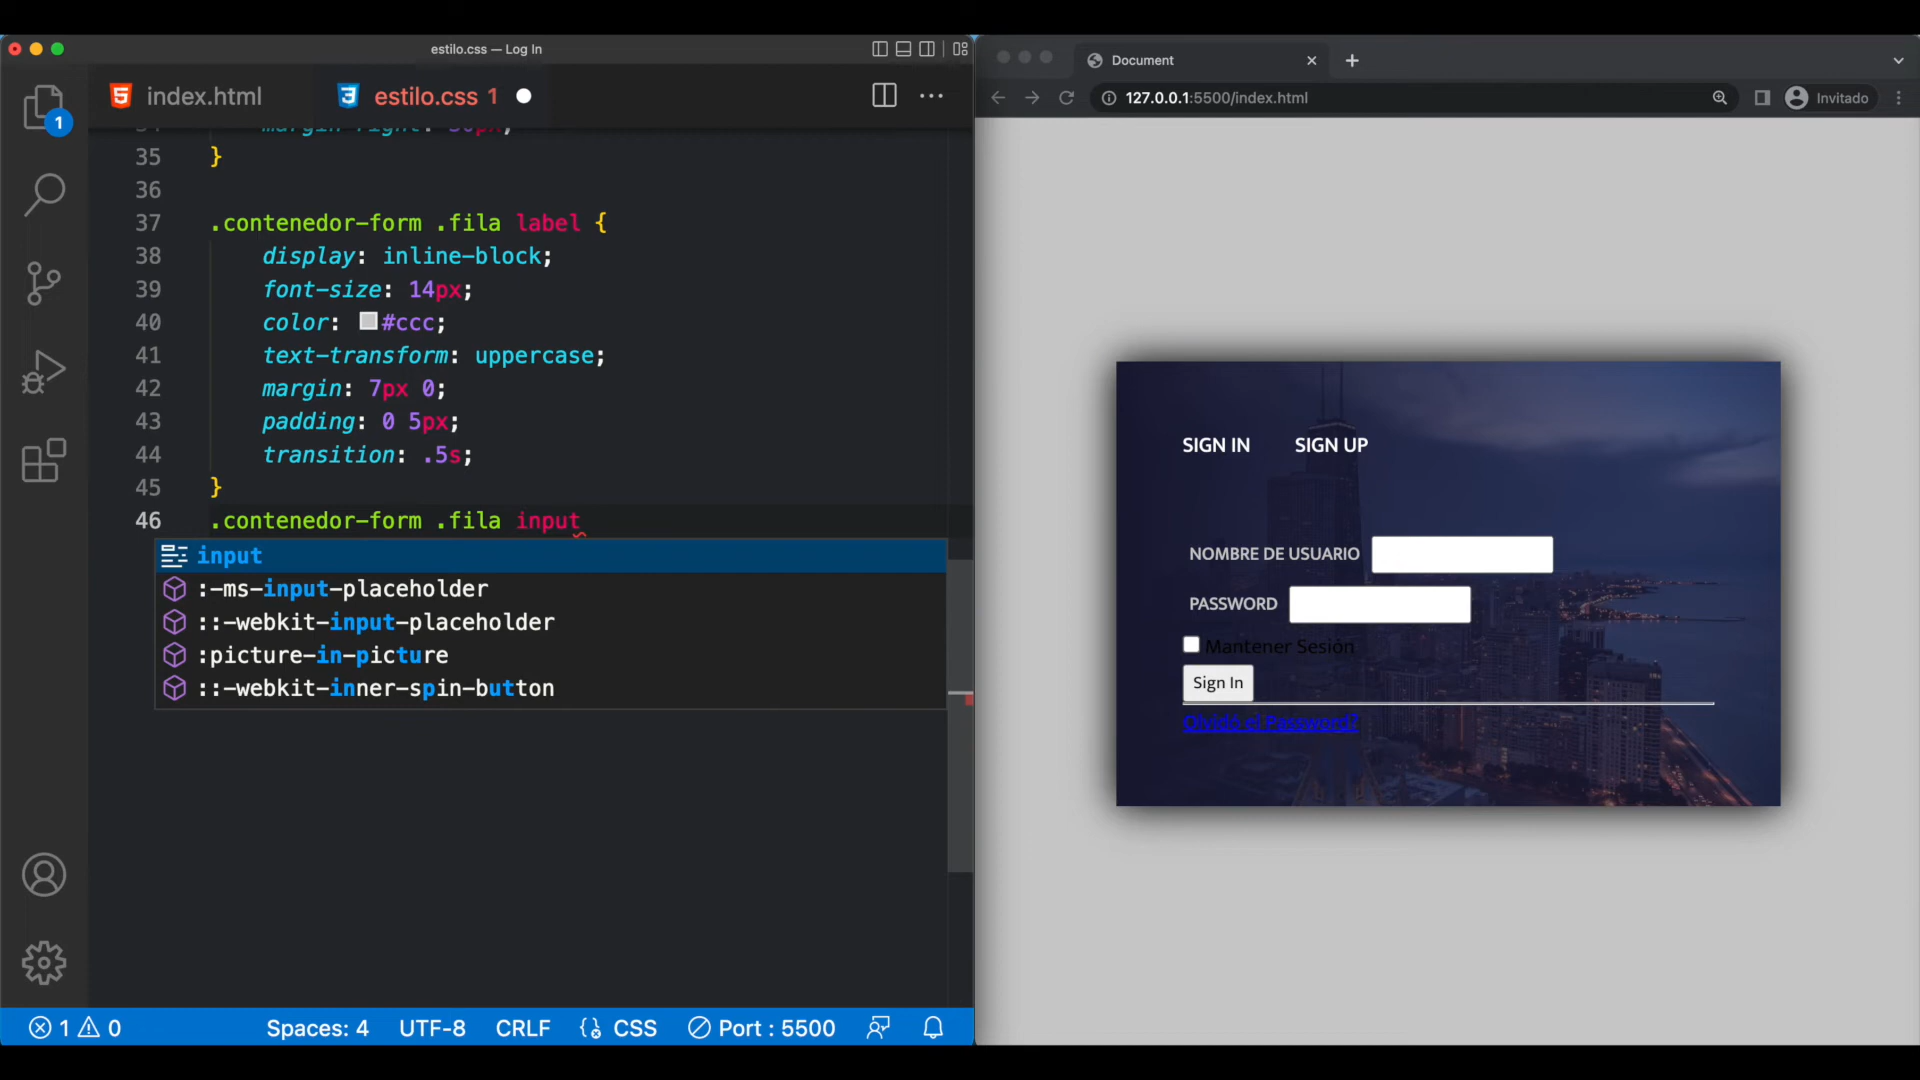 estilo.css — Log In
index.html
estilo.css 1
1
margin-right: 30px;
35 }
36
37 .contenedor-form .fila label {
38 display: inline-block;
39 font-size: 14px;
40 color: #ccc;
41 text-transform: uppercase;
42 margin: 7px 0;
43 padding: 0 5px;
44 transition: .5s;
45 }
46 .contenedor-form .fila input
input
:-ms-input-placeholder
::-webkit-input-placeholder
:picture-in-picture
::-webkit-inner-spin-button
1 0
Spaces: 4
UTF-8
CRLF
CSS
Port : 5500
Document
127.0.0.1:5500/index.html
Invitado
SIGN IN
SIGN UP
NOMBRE DE USUARIO
PASSWORD
Mantener Sesión
Sign In
Olvidó el Password?